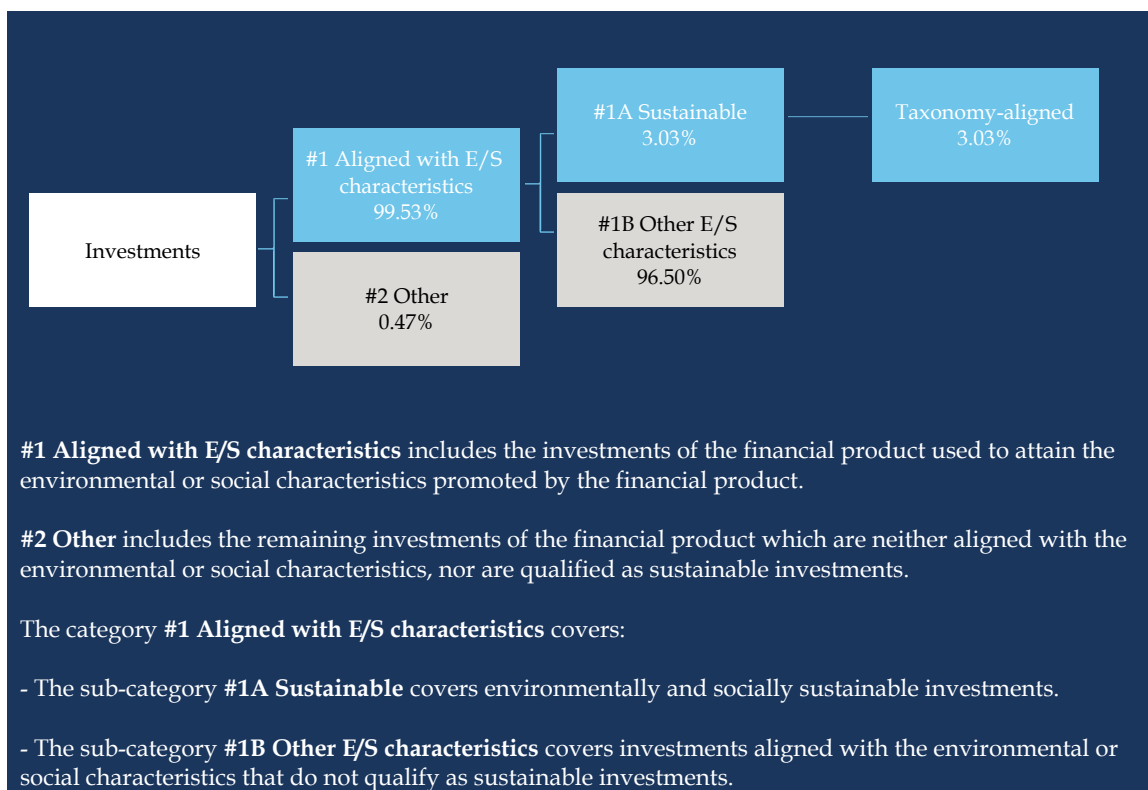 Investments
#1 Aligned with E/S
characteristics
99.53%
#2 Other
0.47%
#1A Sustainable
3.03%
#1B Other E/S
characteristics
96.50%
Taxonomy-aligned
3.03%
#1 Aligned with E/S characteristics includes the investments of the financial product used to attain the
environmental or social characteristics promoted by the financial product.
#2 Other includes the remaining investments of the financial product which are neither aligned with the
environmental or social characteristics, nor are qualified as sustainable investments.
The category #1 Aligned with E/S characteristics covers:
- The sub-category #1A Sustainable covers environmentally and socially sustainable investments.
- The sub-category #1B Other E/S characteristics covers investments aligned with the environmental or
social characteristics that do not qualify as sustainable investments.